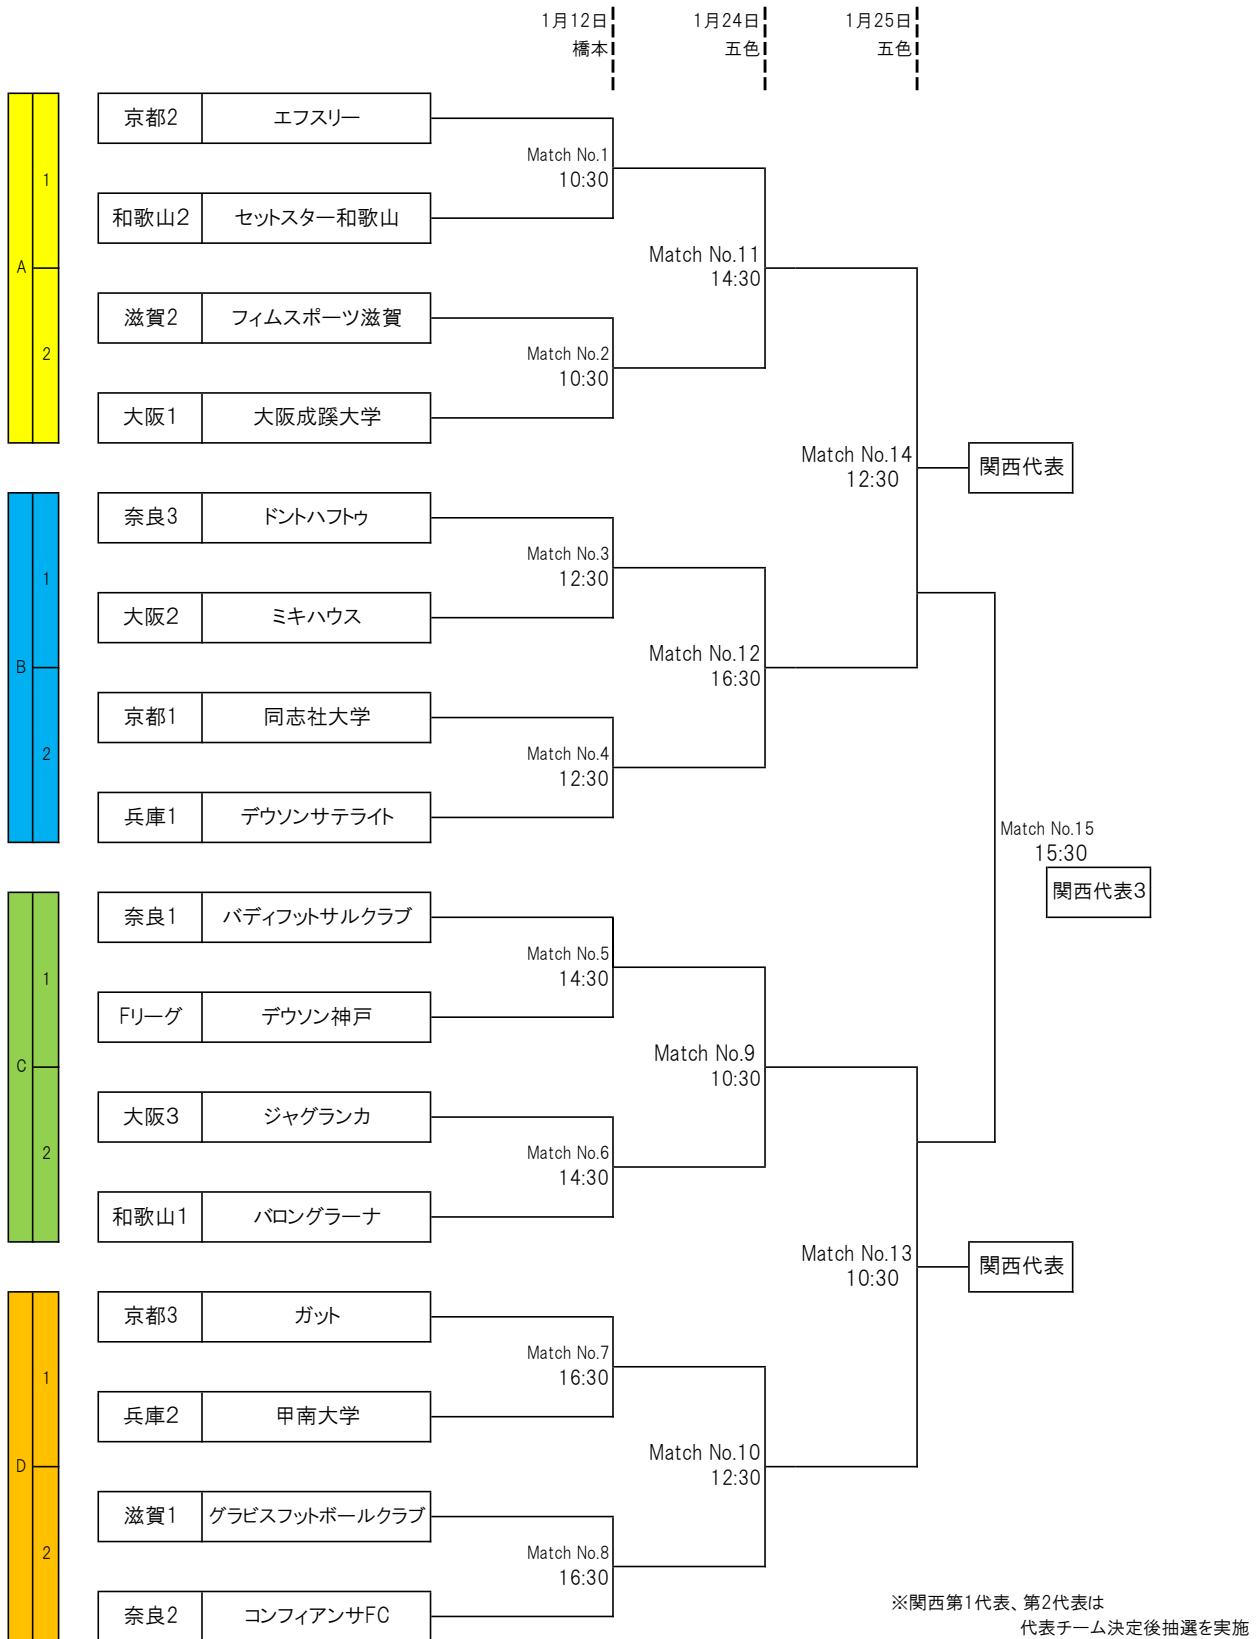 1月12日
橋本
1月24日
五色
1月25日
五色
A
1
2
京都2 エフスリー
Match No.1
10:30
和歌山2 セットスター和歌山
Match No.11
14:30
滋賀2 フィムスポーツ滋賀
Match No.2
10:30
大阪1 大阪成蹊大学
Match No.14
12:30
関西代表
B
1
2
奈良3 ドントハフトゥ
Match No.3
12:30
大阪2 ミキハウス
Match No.12
16:30
京都1 同志社大学
Match No.4
12:30
兵庫1 デウソンサテライト
Match No.15
15:30
関西代表3
C
1
2
奈良1 バディフットサルクラブ
Match No.5
14:30
Fリーグ デウソン神戸
Match No.9
10:30
大阪3 ジャグランカ
Match No.6
14:30
和歌山1 バロングラーナ
Match No.13
10:30
関西代表
D
1
2
京都3 ガット
Match No.7
16:30
兵庫2 甲南大学
Match No.10
12:30
滋賀1 グラビスフットボールクラブ
Match No.8
16:30
奈良2 コンフィアンサFC
※関西第1代表、第2代表は
代表チーム決定後抽選を実施